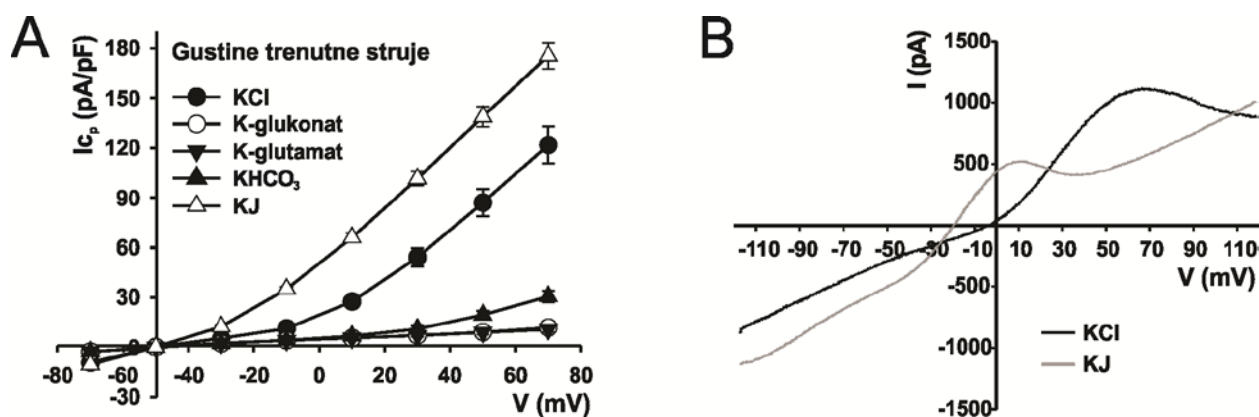 A
Ic_p (pA/pF)
180
150
120
90
60
30
0
-30
Gustine trenutne struje
KCl
K-glukonat
K-glutamat
KHCO₃
KJ
-80
-60
-40
-20
0
20
40
60
80
V (mV)
B
I (pA)
1500
1000
500
-500
-1000
-1500
-110
-90
-70
-50
-30
-10
10
30
50
70
90
110
V (mV)
KCl
KJ